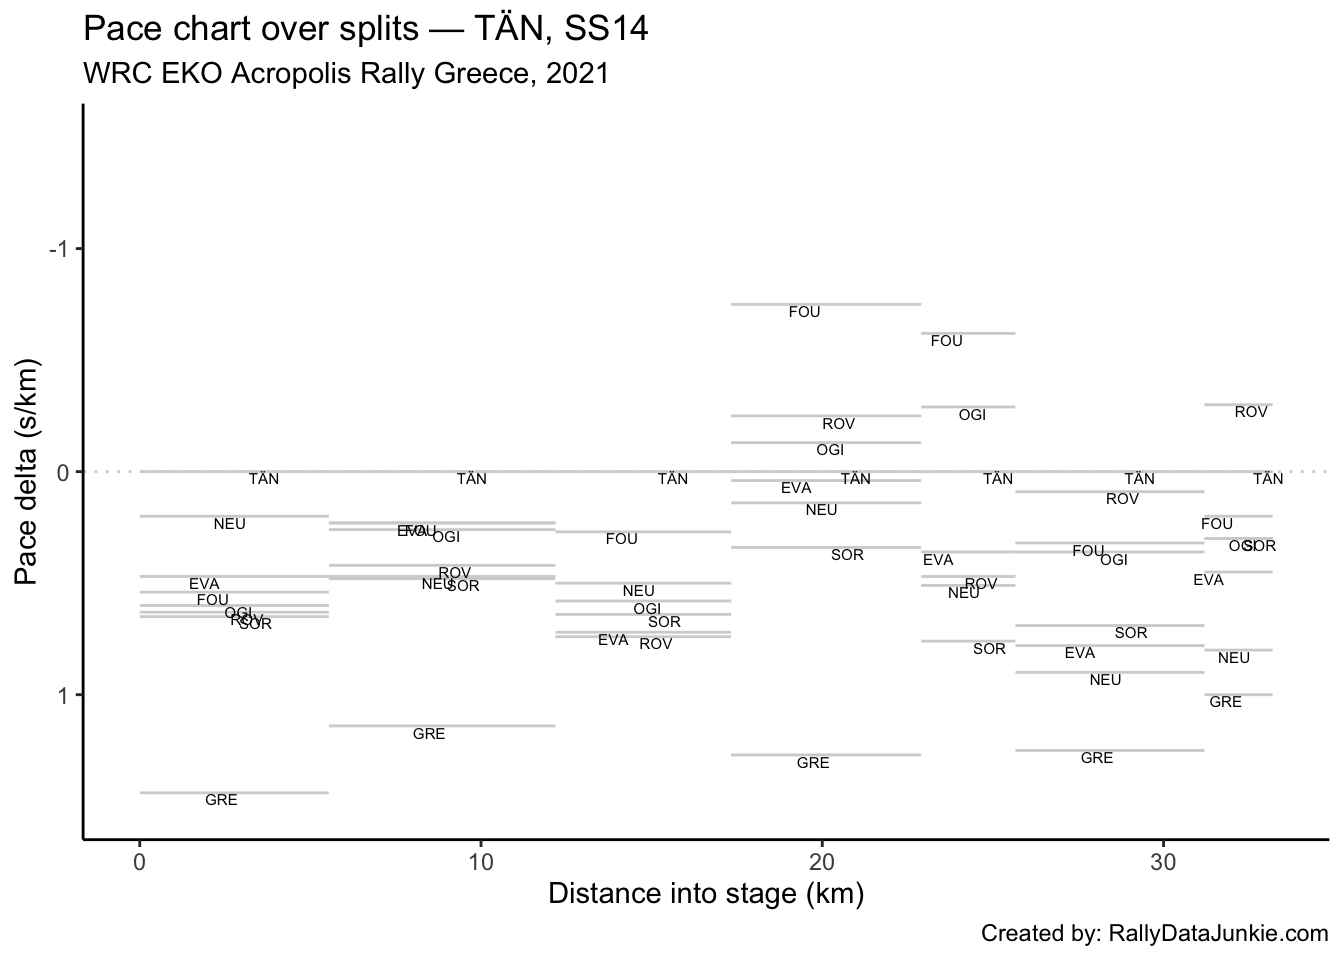 Pace chart over splits — TÄN, SS14
WRC EKO Acropolis Rally Greece, 2021
Pace delta (s/km)
-1
0
1
FOU
FOU
ROV
OGI
ROV
OGI
TÄN
TÄN
TÄN
TÄN
TÄN
TÄN
TÄN
EVA
ROV
NEU
NEU
FOU
EVA
FOU
OGI
FOU
OGI
SOR
SOR
EVA
FOU
OGI
ROV
EVA
EVA
NEU
SOR
ROV
NEU
NEU
FOU
OGI
ROV
SOR
OGI
SOR
EVA
ROV
SOR
SOR
EVA
NEU
NEU
GRE
GRE
GRE
GRE
GRE
0
10
20
30
Distance into stage (km)
Created by: RallyDataJunkie.com